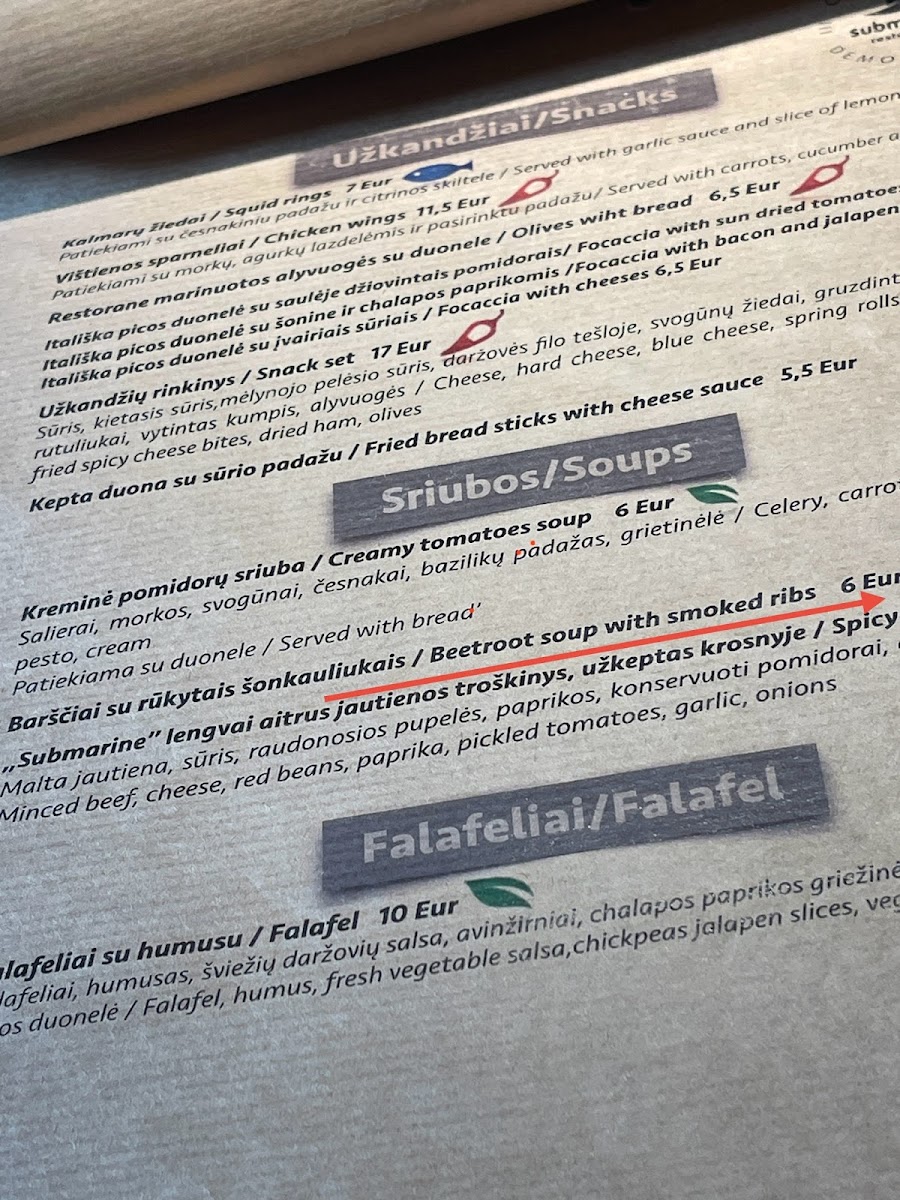 subm
rest
DEMO
Užkandžiai/Snacks
Kalmarų žiedai / Squid rings 7 Eur
Patiekiami su česnakiniu padažu ir citrinos skiltele / Served with garlic sauce and slice of lemon
Vištienos sparneliai / Chicken wings 11,5 Eur
Patiekiami su morkų, agurkų lazdelėmis ir pasirinktu padažu/ Served with carrots, cucumber a
Restorane marinuotos alyvuogės su duonele / Olives wiht bread 6,5 Eur
Itališka picos duonelė su saulėje džiovintais pomidorais/ Focaccia with sun dried tomatoe
Itališka picos duonelė su šonine ir chalapos paprikomis /Focaccia with bacon and jalapen
Itališka picos duonelė su įvairiais sūriais / Focaccia with cheeses 6,5 Eur
Užkandžių rinkinys / Snack set 17 Eur
Sūris, kietasis sūris,mėlynojo pelėsio sūris, daržovės filo tešloje, svogūnų žiedai, gruzdint
rutuliukai, vytintas kumpis, alyvuogės / Cheese, hard cheese, blue cheese, spring rolls
fried spicy cheese bites, dried ham, olives
Kepta duona su sūrio padažu / Fried bread sticks with cheese sauce 5,5 Eur
Sriubos/Soups
Kreminė pomidorų sriuba / Creamy tomatoes soup 6 Eur
Salierai, morkos, svogūnai, česnakai, bazilikų padažas, grietinėlė / Celery, carro
pesto, cream
Patiekiama su duonele / Served with bread'
Barščiai su rūkytais šonkauliukais / Beetroot soup with smoked ribs 6 Eur
„Submarine” lengvai aitrus jautienos troškinys, užkeptas krosnyje / Spicy
Malta jautiena, sūris, raudonosios pupelės, paprikos, konservuoti pomidorai,
Minced beef, cheese, red beans, paprika, pickled tomatoes, garlic, onions
Falafeliai/Falafel
alafeliai su humusu / Falafel 10 Eur
lafeliai, humusas, šviežių daržovių salsa, avinžirniai, chalapos paprikos griežinė
os duonelė / Falafel, humus, fresh vegetable salsa,chickpeas jalapen slices, veg